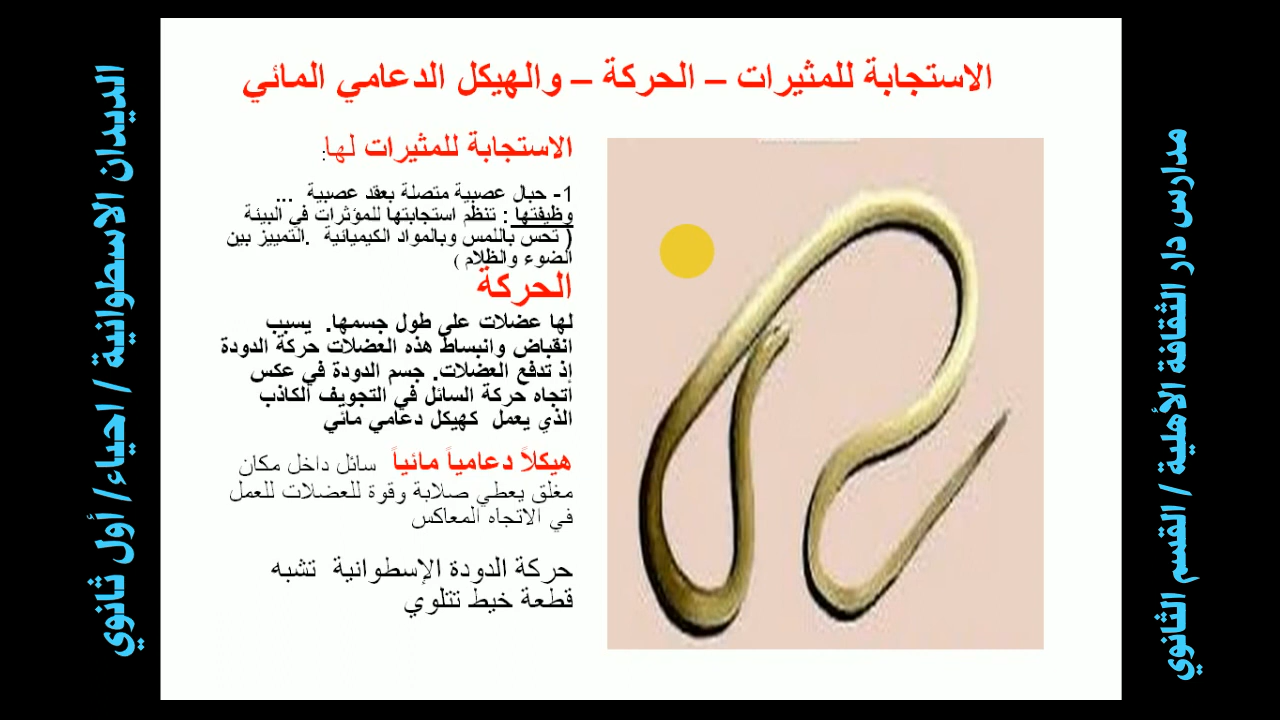 الاستجابة للمثيرات – الحركة – والهيكل الدعامي المائي
الاستجابة للمثيرات لها:
1- حبال عصبية متصلة بعقد عصبية ...
وظيفتها : تنظم استجابتها للمؤثرات في البيئة
( تحس باللمس وبالمواد الكيميائية .التمييز بين
الضوء والظلام )
الحركة
لها عضلات على طول جسمها. يسبب
انقباض وانبساط هذه العضلات حركة الدودة
إذ تدفع العضلات. جسم الدودة في عكس
أتجاه حركة السائل في التجويف الكاذب
الذي يعمل كهيكل دعامي مائي
هيكلاً دعامياً مائياً سائل داخل مكان
مغلق يعطي صلابة وقوة للعضلات للعمل
في الاتجاه المعاكس
حركة الدودة الإسطوانية تشبه
قطعة خيط تتلوي
مدارس دار الثقافة الأهلية / القسم الثانوي
الديدان الاسطوانية / احياء/ أول ثانوي